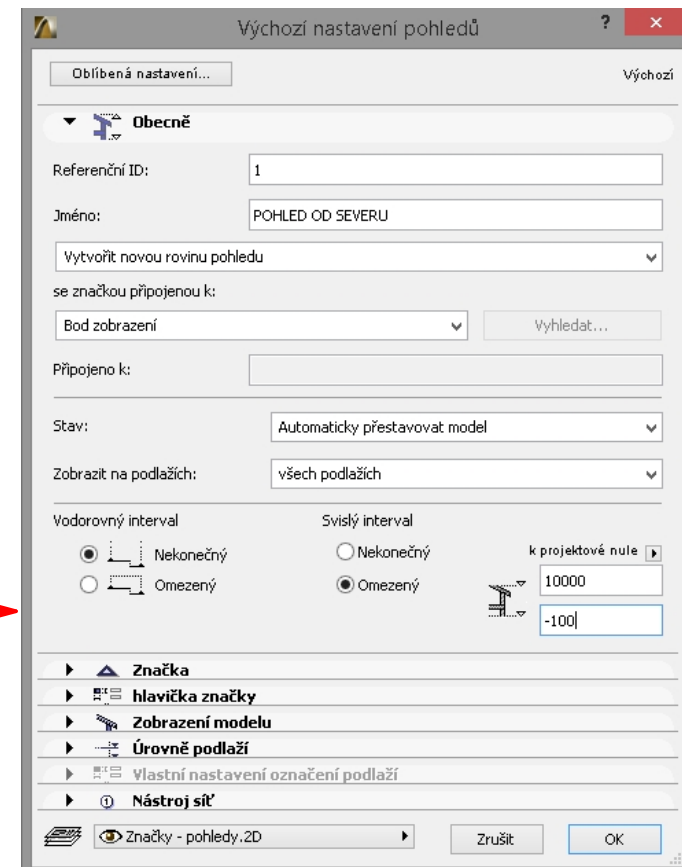 Výchozí nastavení pohledů ? ×
Oblíbená nastavení... Výchozí
Obecně
Referenční ID: 1
Jméno: POHLED OD SEVERU
Vytvořit novou rovinu pohledu
se značkou připojenou k:
Bod zobrazení Vyhledat...
Připojeno k:
Stav: Automaticky přestavovat model
Zobrazit na podlažích: všech podlažích
Vodorovný interval Svislý interval
Nekonečný Nekonečný k projektové nule
Omezený Omezený 10000
-100
Značka
hlavička značky
Zobrazení modelu
Úrovně podlaží
Vlastní nastavení označení podlaží
Nástroj síť
Značky - pohledy.2D Zrušit OK